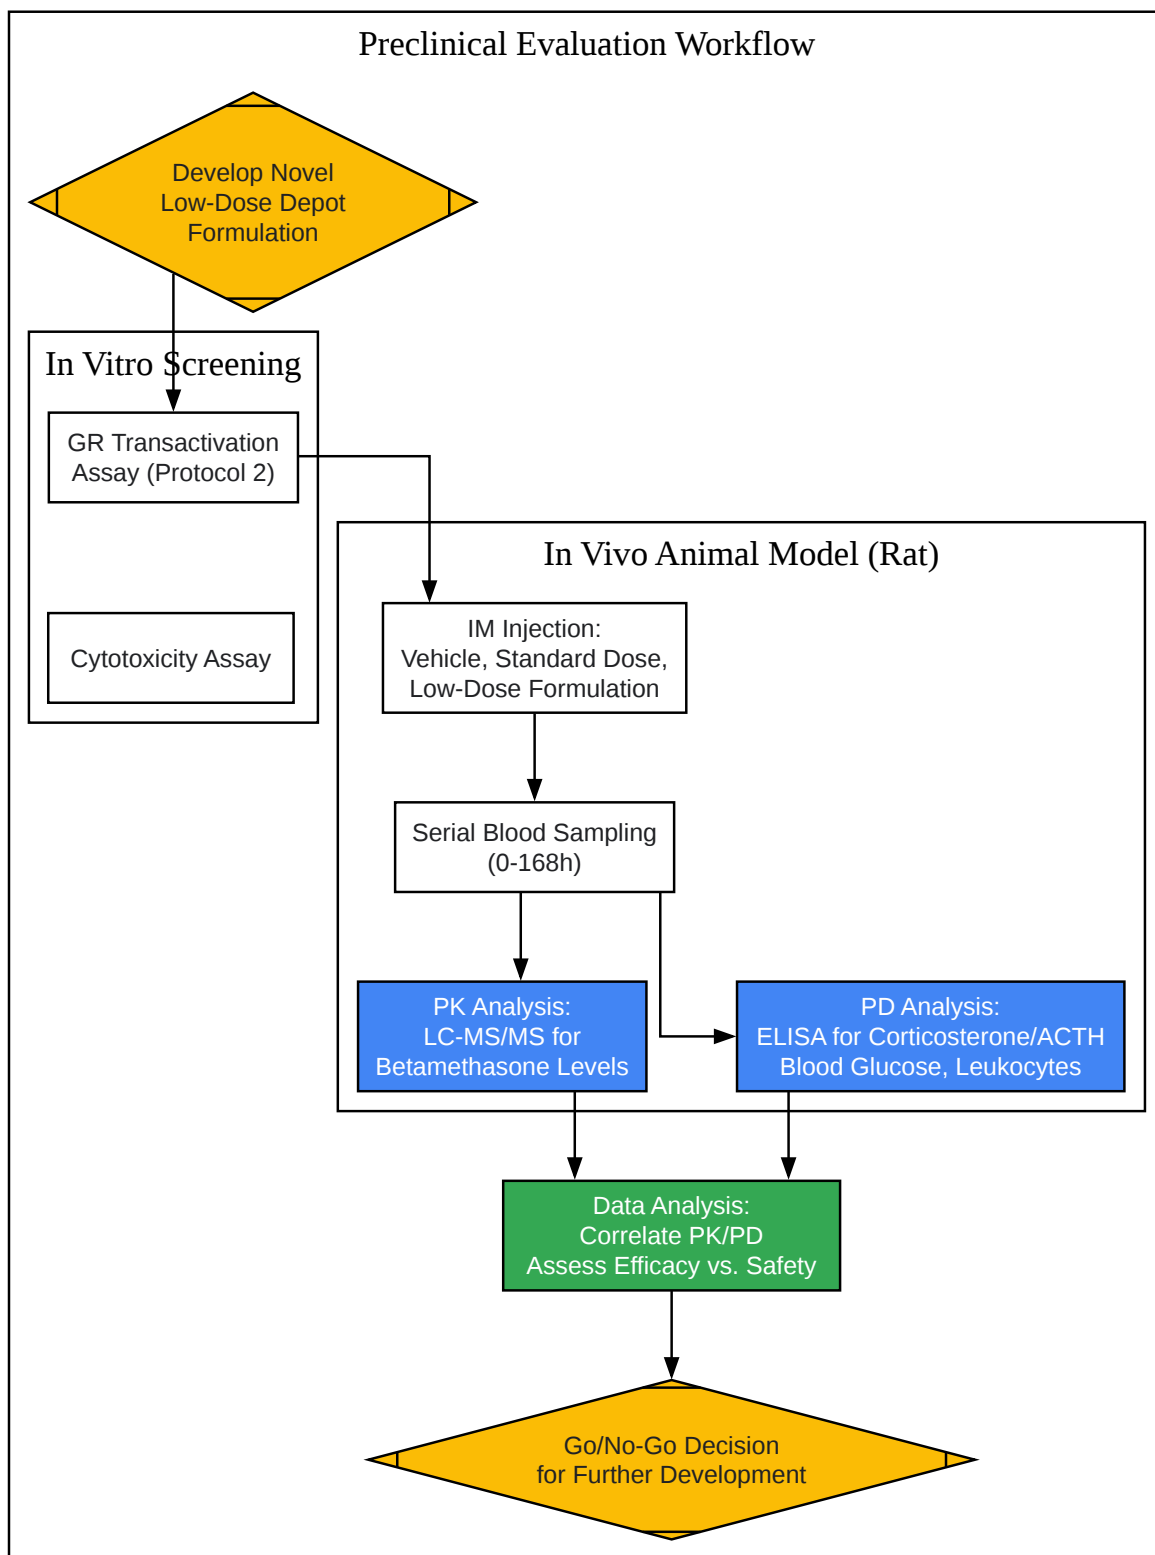 Preclinical Evaluation Workflow
Develop Novel
Low-Dose Depot
Formulation
In Vitro Screening
GR Transactivation
Assay (Protocol 2)
Cytotoxicity Assay
In Vivo Animal Model (Rat)
IM Injection:
Vehicle, Standard Dose,
Low-Dose Formulation
Serial Blood Sampling
(0-168h)
PK Analysis:
LC-MS/MS for
Betamethasone Levels
PD Analysis:
ELISA for Corticosterone/ACTH
Blood Glucose, Leukocytes
Data Analysis:
Correlate PK/PD
Assess Efficacy vs. Safety
Go/No-Go Decision
for Further Development